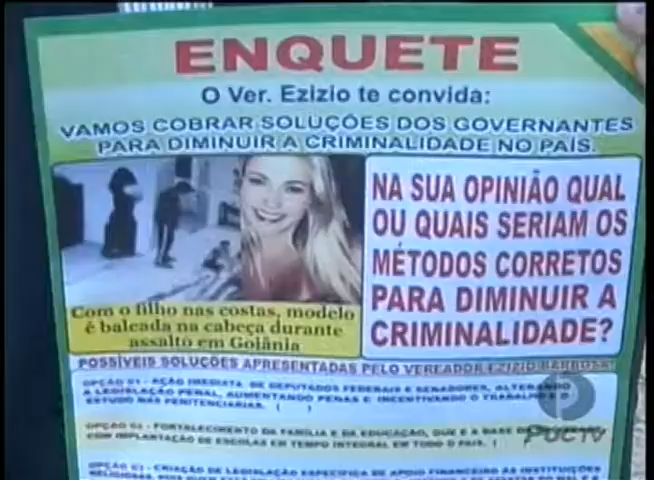 ENQUETE
O Ver. Ezizio te convida:
VAMOS COBRAR SOLUÇÕES DOS GOVERNANTES
PARA DIMINUIR A CRIMINALIDADE NO PAÍS.
NA SUA OPINIÃO QUAL
OU QUAIS SERIAM OS
MÉTODOS CORRETOS
PARA DIMINUIR A
CRIMINALIDADE?
Com o filho nas costas, modelo
é baleada na cabeça durante
assalto em Goiânia
POSSÍVEIS SOLUÇÕES APRESENTADAS PELO VEREADOR EZIZIO BARBOSA
OPÇÃO 01 - AÇÃO IMEDIATA DE DEPUTADOS FEDERAIS E SENADORES, ALTERANDO
A LEGISLAÇÃO PENAL, AUMENTANDO PENAS E INCENTIVANDO O TRABALHO E O
ESTUDO NAS PENITENCIÁRIAS. ( )
OPÇÃO 02 - FORTALECIMENTO DA FAMÍLIA E DA EDUCAÇÃO, QUE É A BASE DA
COM IMPLANTAÇÃO DE ESCOLAS EM TEMPO INTEGRAL EM TODO O PAÍS. (
OPÇÃO 03 - CRIAÇÃO DE LEGISLAÇÃO ESPECÍFICA DE APOIO FINANCEIRO ÀS INSTITUIÇÕES
PUCTV